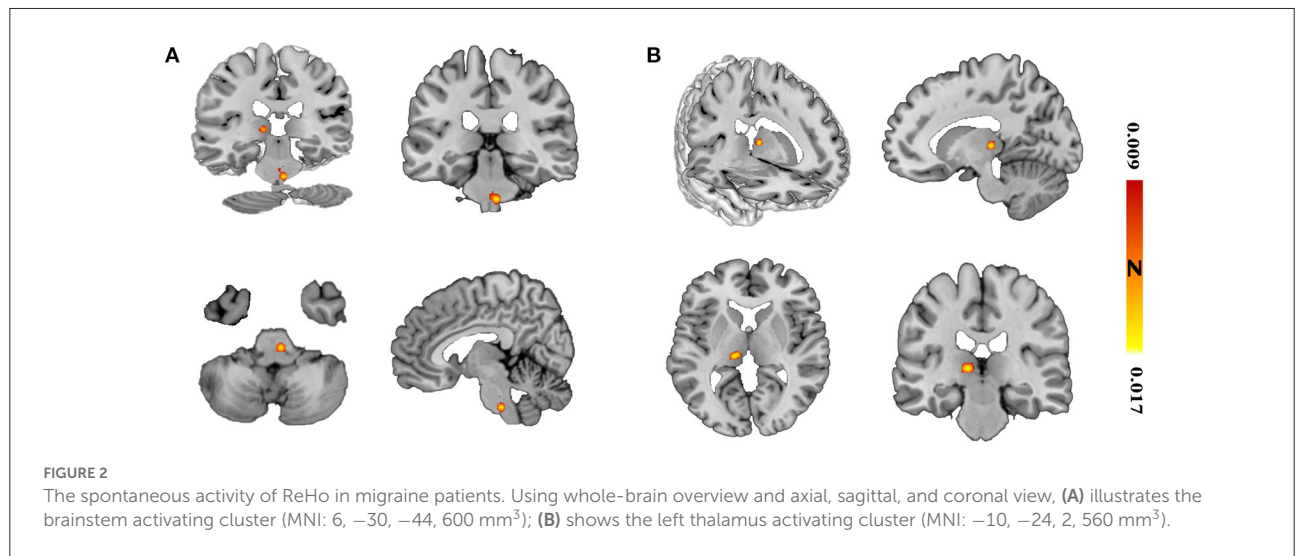 A
B
0.009
Z
0.017
FIGURE 2
The spontaneous activity of ReHo in migraine patients. Using whole-brain overview and axial, sagittal, and coronal view, (A) illustrates the
brainstem activating cluster (MNI: 6, −30, −44, 600 mm³); (B) shows the left thalamus activating cluster (MNI: −10, −24, 2, 560 mm³).